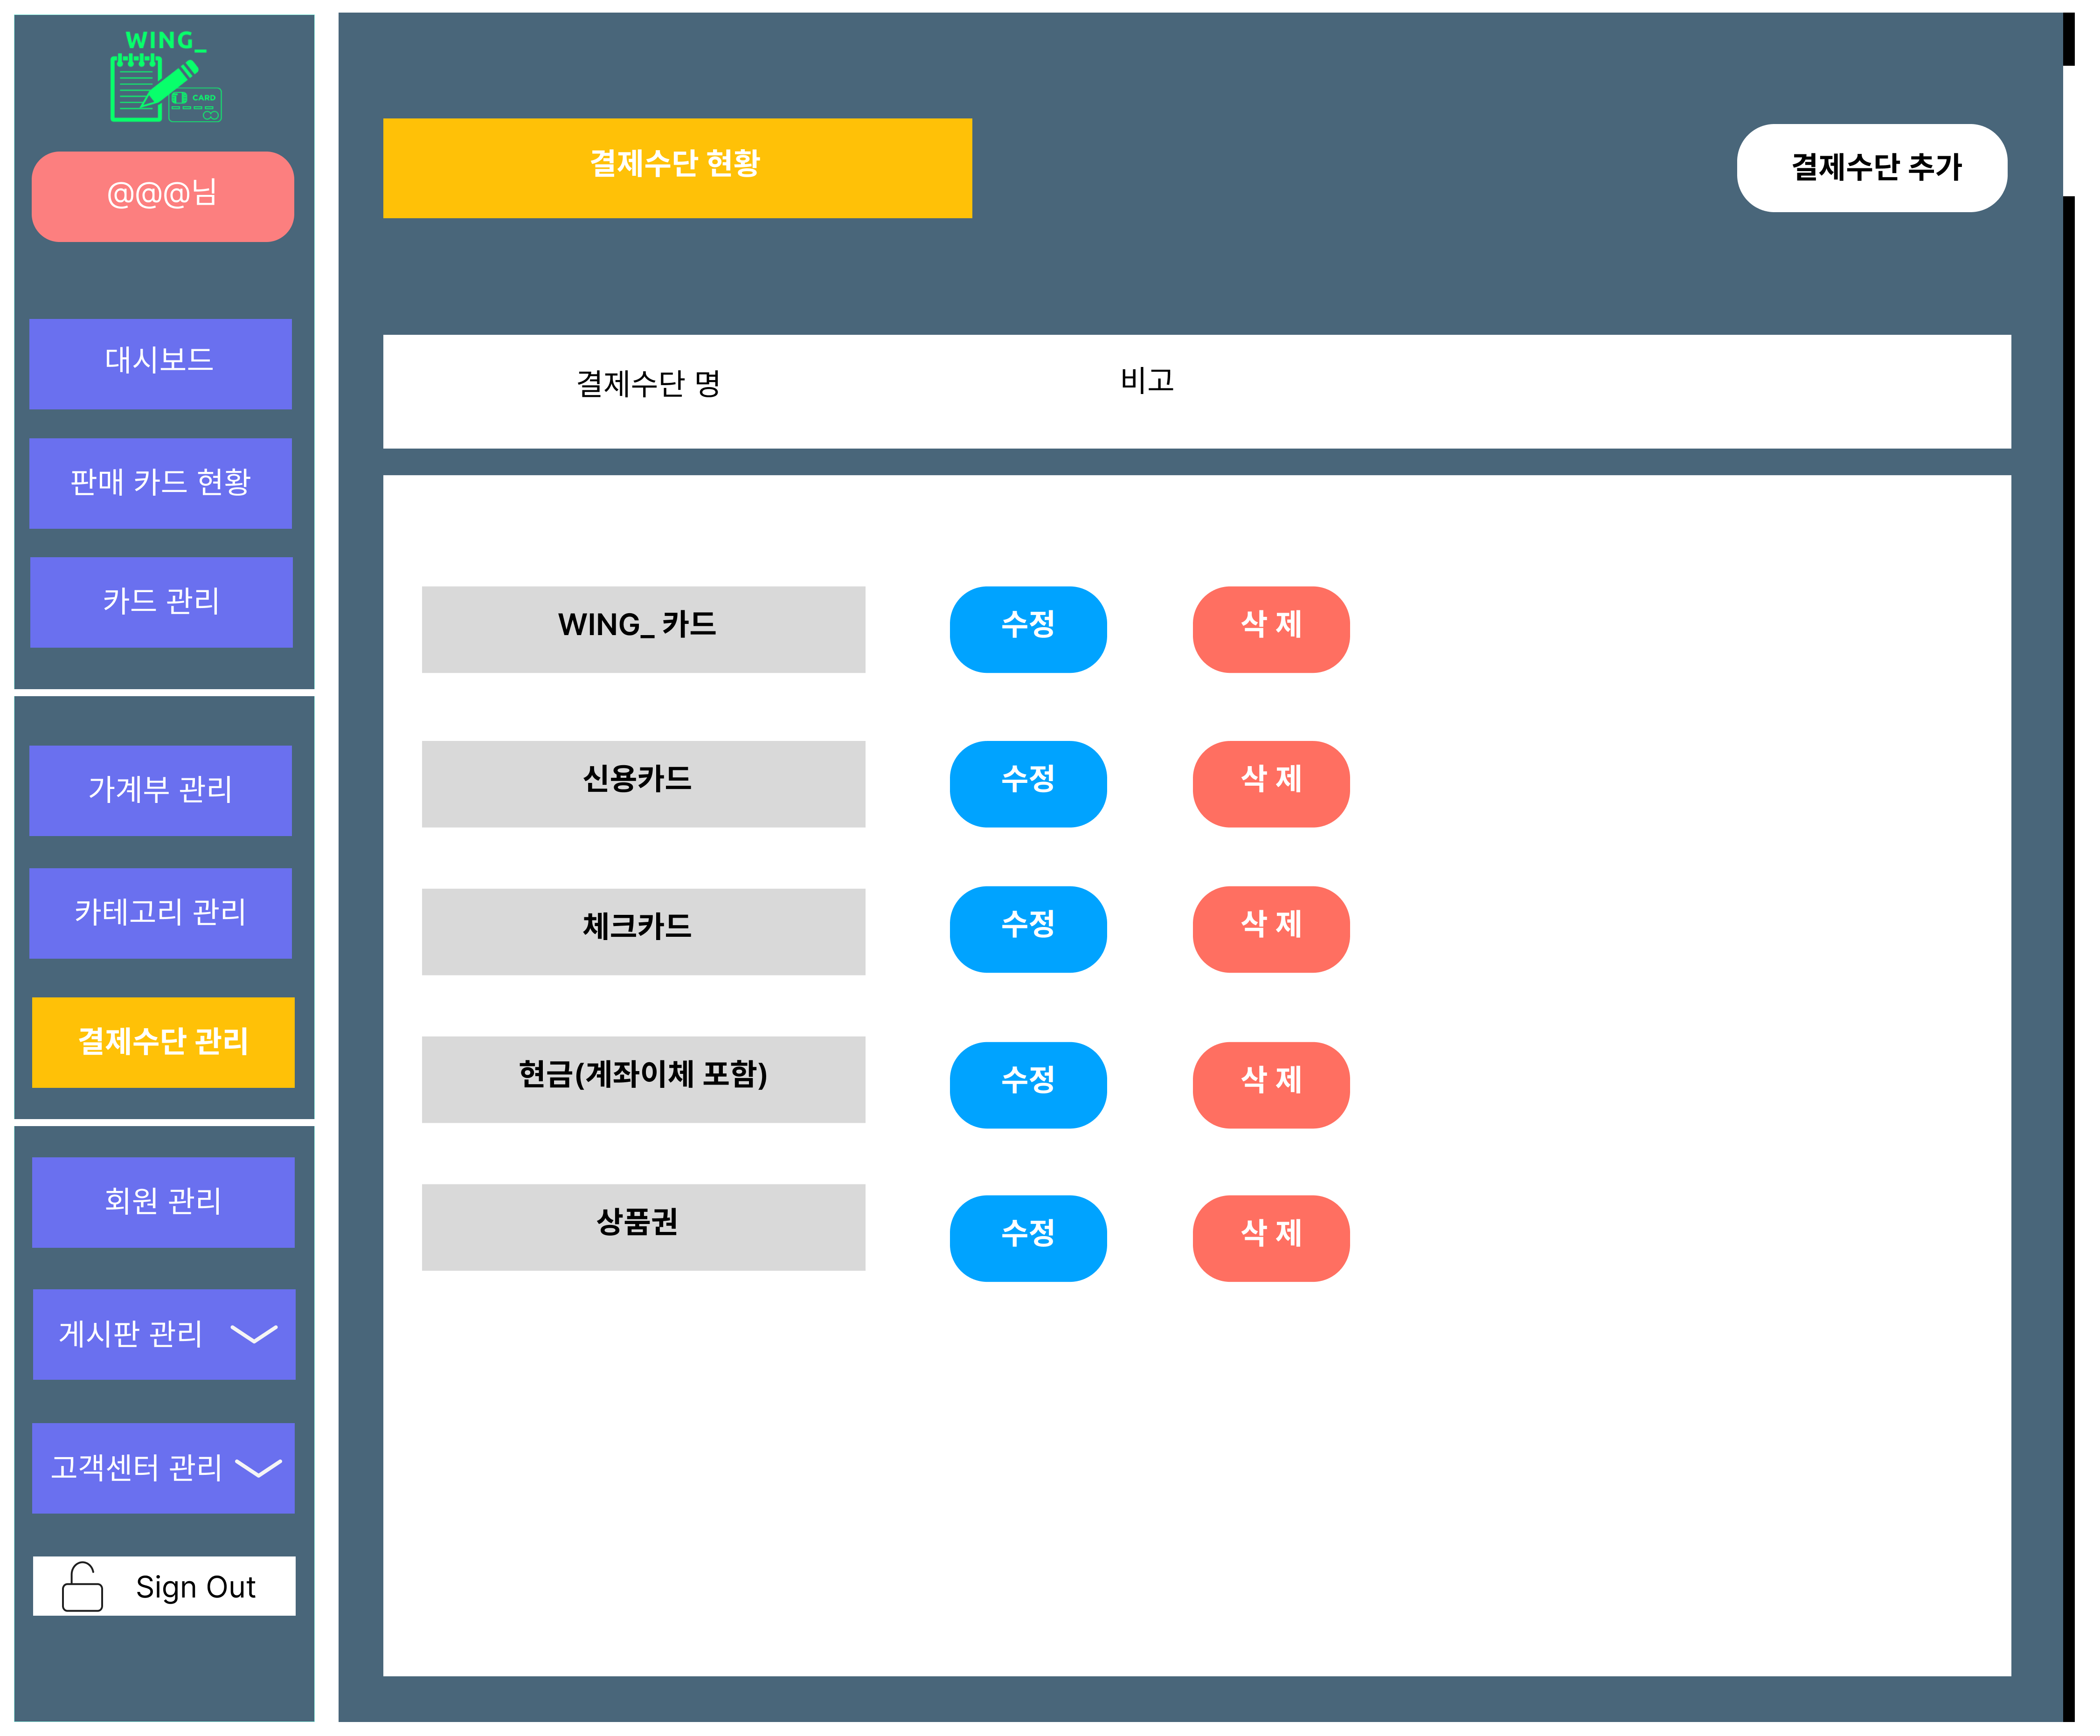 WING_
CARD
@@@님
대시보드
판매 카드 현황
카드 관리
가계부 관리
카테고리 관리
결제수단 관리
회원 관리
게시판 관리
고객센터 관리
Sign Out
결제수단 현황
결제수단 추가
결제수단 명 비고
WING_ 카드 수정 삭 제
신용카드 수정 삭 제
체크카드 수정 삭 제
현금(계좌이체 포함) 수정 삭 제
상품권 수정 삭 제